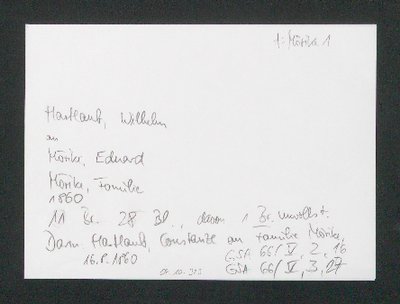 A: Mörike 1
Hartlaub, Wilhelm
an
Mörike, Eduard
Mörike, Familie
1860
11 Br. 28 Bl., davon 1 Br. unvollst.
Darin: Hartlaub, Constanze an Familie Mörike,
16.8.1860 GSA 66/V, 2, 16
GSA 66/V, 3, 27